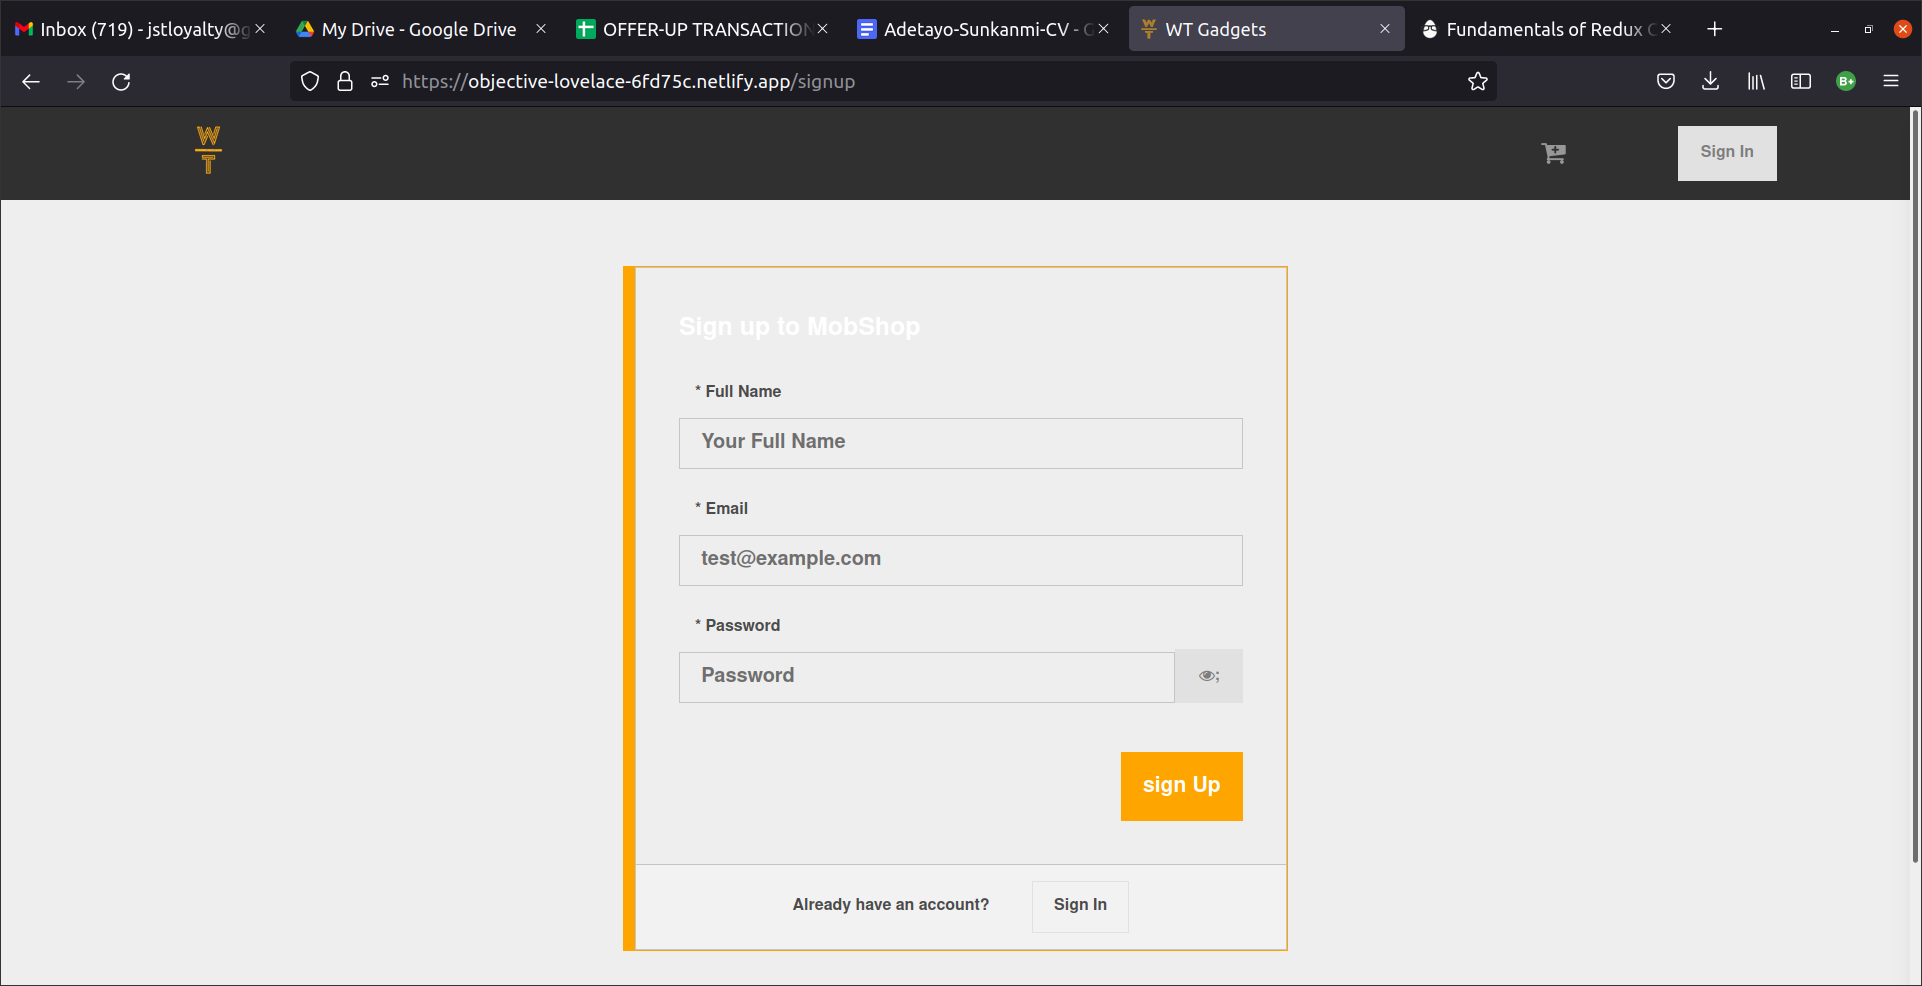 Inbox (719) - jstloyalty@g
My Drive - Google Drive
OFFER-UP TRANSACTION
Adetayo-Sunkanmi-CV - G
WT Gadgets
Fundamentals of Redux C
https://objective-lovelace-6fd75c.netlify.app/signup
B+
W
T
Sign In
Sign up to MobShop
* Full Name
Your Full Name
* Email
test@example.com
* Password
Password
;
sign Up
Already have an account?
Sign In